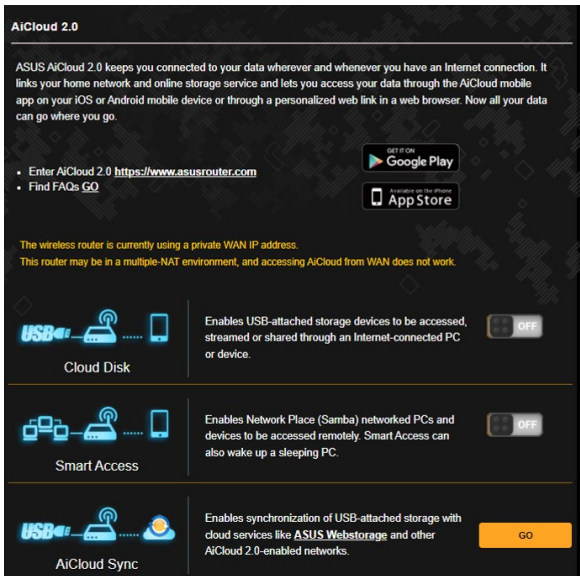 AiCloud 2.0
ASUS AiCloud 2.0 keeps you connected to your data wherever and whenever you have an Internet connection. It
links your home network and online storage service and lets you access your data through the AiCloud mobile
app on your iOS or Android mobile device or through a personalized web link in a web browser. Now all your data
can go where you go.
GET IT ON
Google Play
Enter AiCloud 2.0 https://www.asusrouter.com
Find FAQs GO
Available on the iPhone
App Store
The wireless router is currently using a private WAN IP address.
This router may be in a multiple-NAT environment, and accessing AiCloud from WAN does not work.
USB
Cloud Disk
Enables USB-attached storage devices to be accessed,
streamed or shared through an Internet-connected PC
or device.
OFF
Smart Access
Enables Network Place (Samba) networked PCs and
devices to be accessed remotely. Smart Access can
also wake up a sleeping PC.
OFF
USB
AiCloud Sync
Enables synchronization of USB-attached storage with
cloud services like ASUS Webstorage and other
AiCloud 2.0-enabled networks.
GO